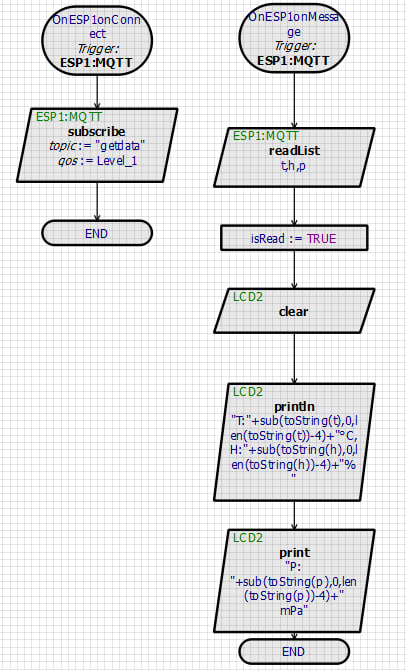 OnESP1onConn
ect
Trigger:
ESP1:MQTT
ESP1:MQTT
subscribe
topic := "getdata"
qos := Level_1
END
OnESP1onMessa
ge
Trigger:
ESP1:MQTT
ESP1:MQTT
readList
t,h,p
isRead := TRUE
LCD2
clear
LCD2
println
"T:"+sub(toString(t),0,l
en(toString(t))-4)+"°C,
H:"+sub(toString(h),0,l
en(toString(h))-4)+"%
"
LCD2
print
"P:
"+sub(toString(p),0,len
(toString(p))-4)+"
mPa"
END